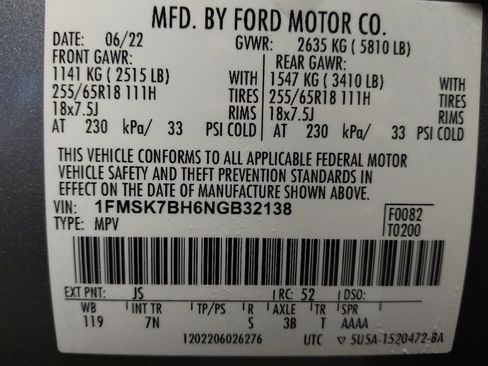 MFD. BY FORD MOTOR CO.
DATE: 06/22 GVWR: 2635 KG (5810 LB)
FRONT GAWR: REAR GAWR:
1141 KG (2515 LB) WITH 1547 KG (3410 LB) WITH
255/65R18 111H TIRES 255/65R18 111H TIRES
18x7.5J RIMS 18x7.5J RIMS
AT 230 kPa/ 33 PSI COLD AT 230 kPa/ 33 PSI COLD
THIS VEHICLE CONFORMS TO ALL APPLICABLE FEDERAL MOTOR
VEHICLE SAFETY AND THEFT PREVENTION STANDARDS IN
EFFECT ON THE DATE OF MANUFACTURE SHOWN ABOVE.
VIN: 1FMSK7BH6NGB32138 F0082
TYPE: MPV T0200
EXT PNT: JS RC: 52 DSO:
WB INT TR TP/PS R AXLE TR SPR
119 7N S 3B T AAAA
1202206026276 UTC ▽ 5U5A-1520472-BA